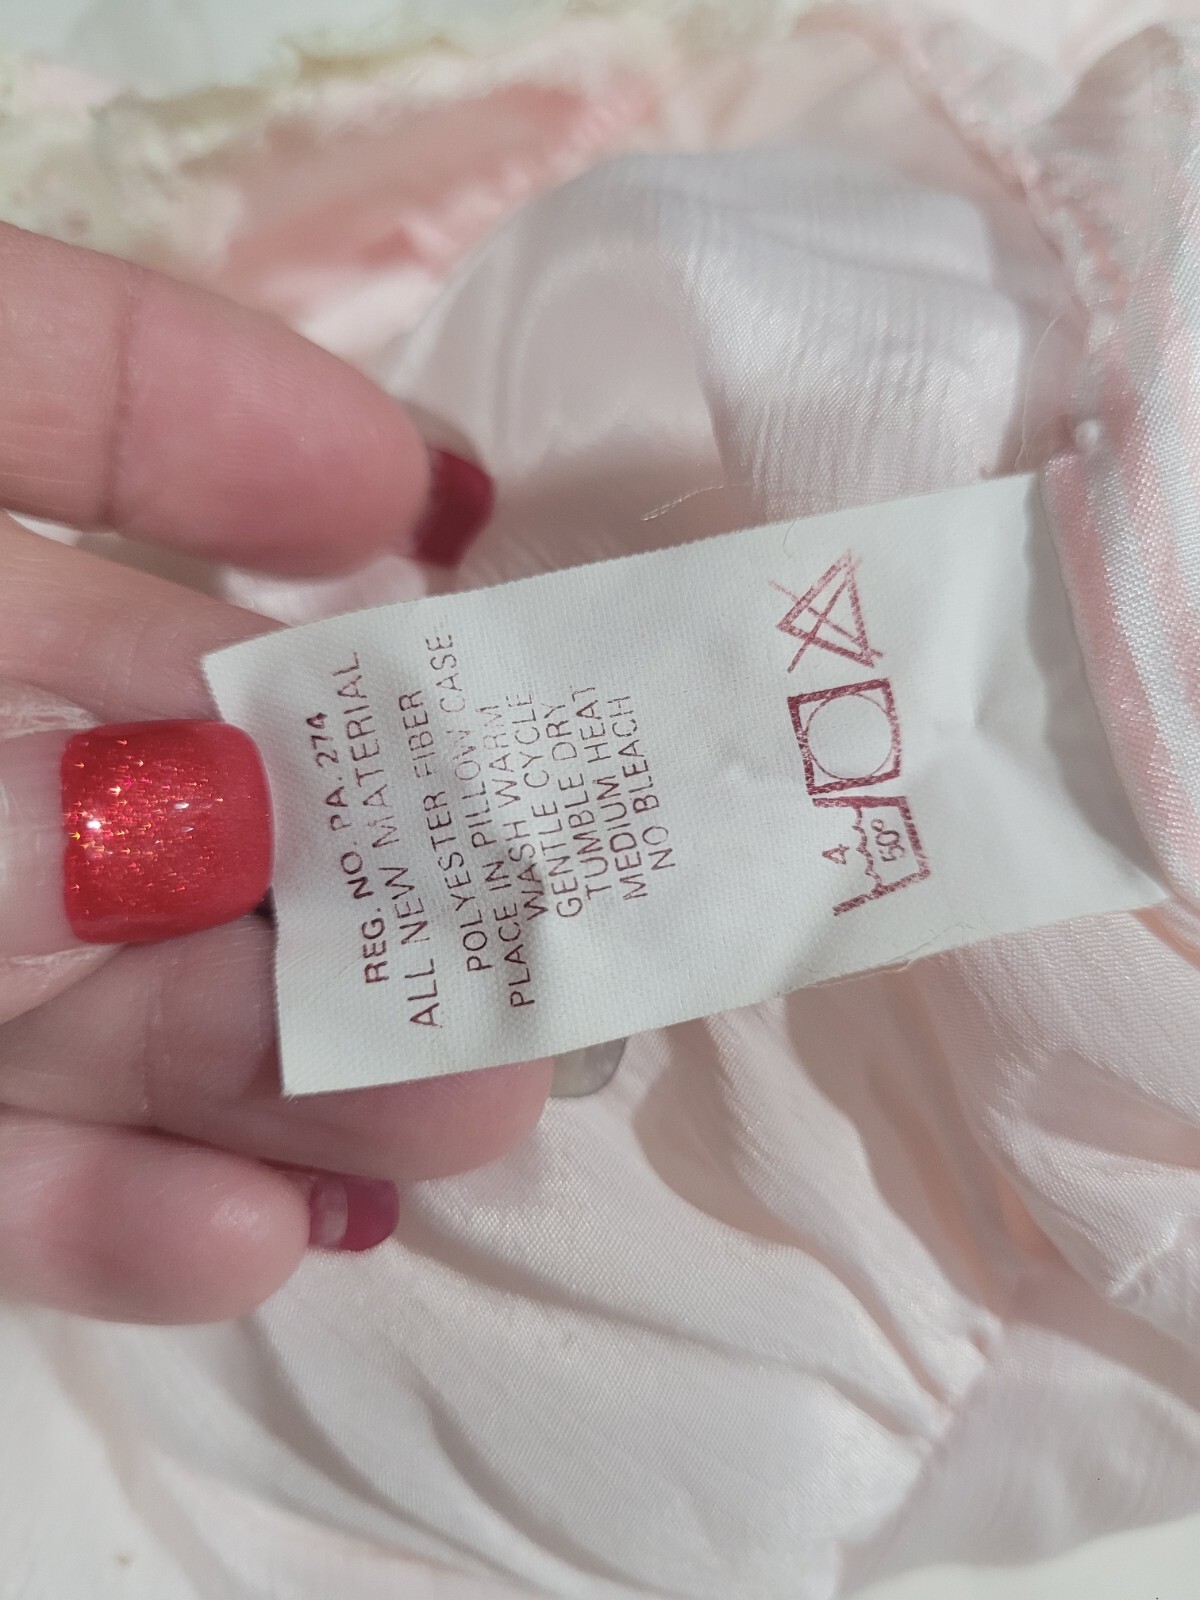 REG. NO. PA. 274
ALL NEW MATERIAL
POLYESTER FIBER
PLACE IN PILLOW CASE
WASH WARM
GENTLE CYCLE
TUMBLE DRY
MEDIUM HEAT
NO BLEACH
4
50°